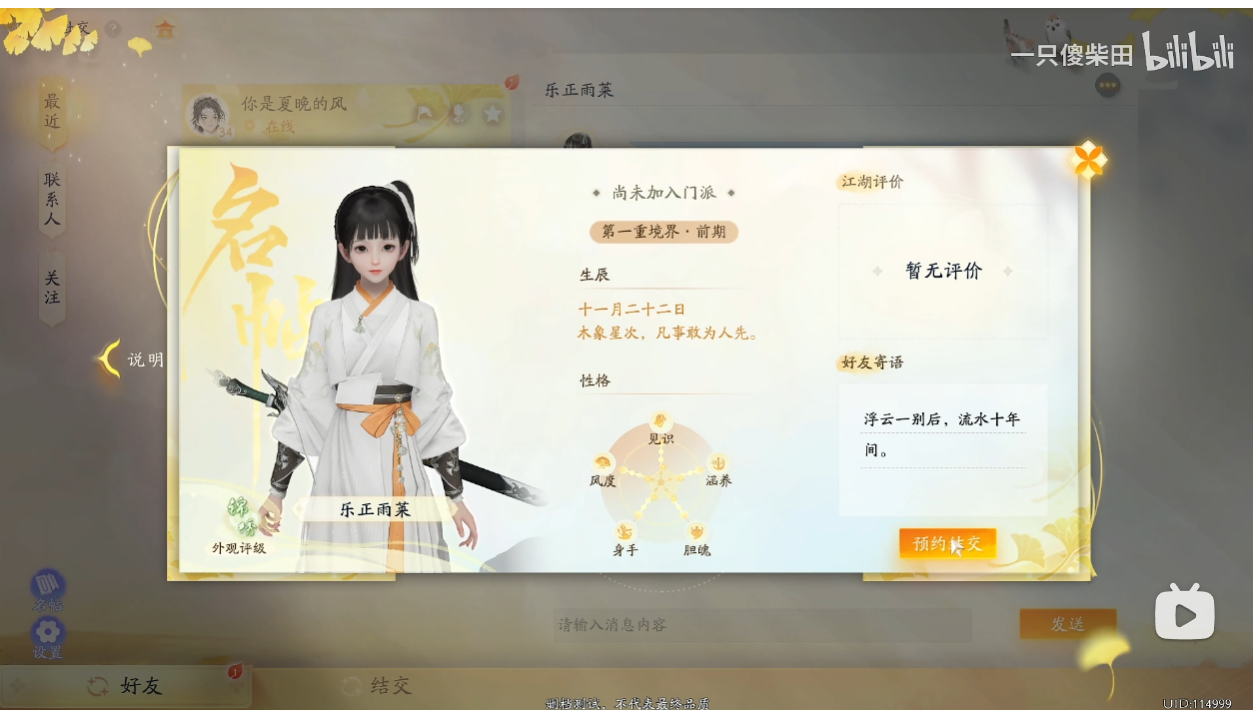 一只傻柴田 bilibili
最近
联系人
关注
你是夏晚的风
34
在线
乐正雨菜
名帖
尚未加入门派
第一重境界·前期
生辰
十一月二十二日
木象星次，凡事敢为人先。
性格
见识
风度
涵养
身手
胆魄
乐正雨菜
锦绣
外观评级
江湖评价
暂无评价
好友寄语
浮云一别后，流水十年
间。
预约结交
说明
名帖
设置
请输入消息内容
发送
好友
结交
删档测试，不代表最终品质
UID:114999